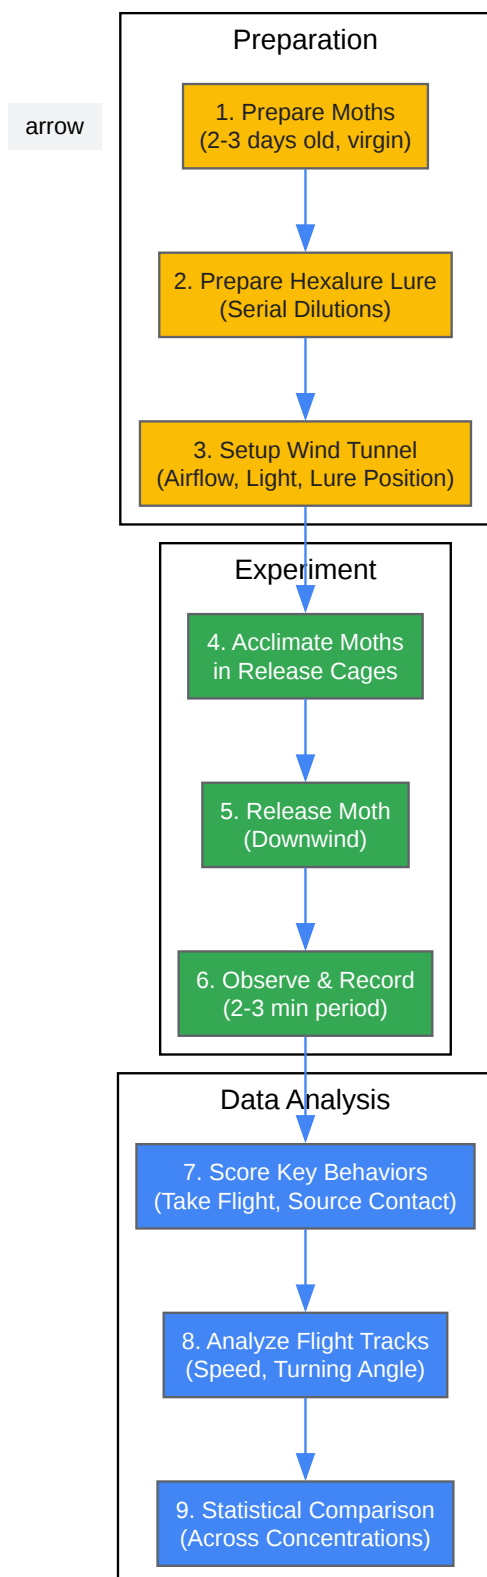 Preparation
arrow
1. Prepare Moths
(2-3 days old, virgin)
2. Prepare Hexalure Lure
(Serial Dilutions)
3. Setup Wind Tunnel
(Airflow, Light, Lure Position)
Experiment
4. Acclimate Moths
in Release Cages
5. Release Moth
(Downwind)
6. Observe & Record
(2-3 min period)
Data Analysis
7. Score Key Behaviors
(Take Flight, Source Contact)
8. Analyze Flight Tracks
(Speed, Turning Angle)
9. Statistical Comparison
(Across Concentrations)